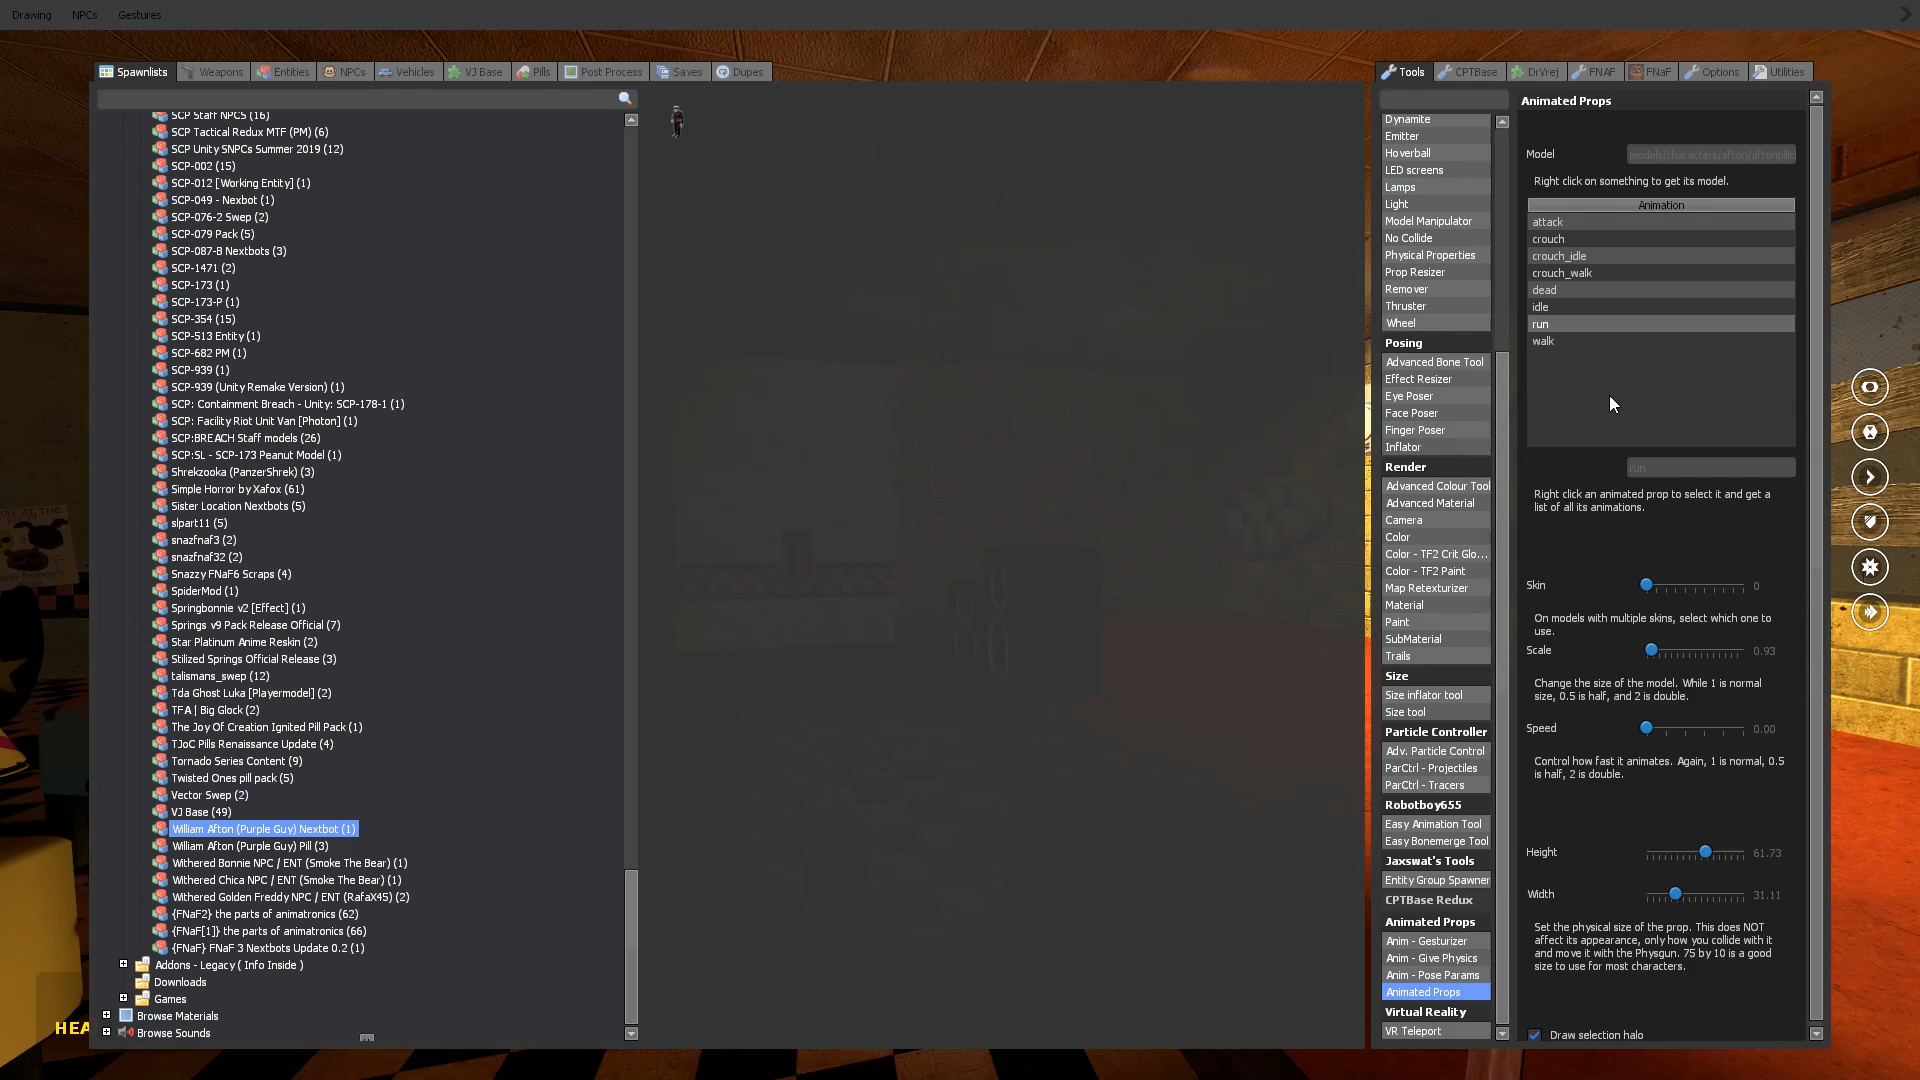 Drawing NPCs Gestures
Spawnlists Weapons Entities NPCs Vehicles VJ Base Pills Post Process Saves Dupes
SCP Staff NPCS (16)
SCP Tactical Redux MTF (PM) (6)
SCP Unity SNPCs Summer 2019 (12)
SCP-002 (15)
SCP-012 [Working Entity] (1)
SCP-049 - Nexbot (1)
SCP-076-2 Swep (2)
SCP-079 Pack (5)
SCP-087-B Nextbots (3)
SCP-1471 (2)
SCP-173 (1)
SCP-173-P (1)
SCP-354 (15)
SCP-513 Entity (1)
SCP-682 PM (1)
SCP-939 (1)
SCP-939 (Unity Remake Version) (1)
SCP: Containment Breach - Unity: SCP-178-1 (1)
SCP: Facility Riot Unit Van [Photon] (1)
SCP:BREACH Staff models (26)
SCP:SL - SCP-173 Peanut Model (1)
Shrekzooka (PanzerShrek) (3)
Simple Horror by Xafox (61)
Sister Location Nextbots (5)
slpart11 (5)
snazfnaf3 (2)
snazfnaf32 (2)
Snazzy FNaF6 Scraps (4)
SpiderMod (1)
Springbonnie v2 [Effect] (1)
Springs v9 Pack Release Official (7)
Star Platinum Anime Reskin (2)
Stilized Springs Official Release (3)
talismans_swep (12)
Tda Ghost Luka [Playermodel] (2)
TFA | Big Glock (2)
The Joy Of Creation Ignited Pill Pack (1)
TJoC Pills Renaissance Update (4)
Tornado Series Content (9)
Twisted Ones pill pack (5)
Vector Swep (2)
VJ Base (49)
William Afton (Purple Guy) Nextbot (1)
William Afton (Purple Guy) Pill (3)
Withered Bonnie NPC / ENT (Smoke The Bear) (1)
Withered Chica NPC / ENT (Smoke The Bear) (1)
Withered Golden Freddy NPC / ENT (RafaX45) (2)
{FNaF2} the parts of animatronics (62)
{FNaF[1]} the parts of animatronics (66)
{FNaF} FNaF 3 Nextbots Update 0.2 (1)
Addons - Legacy ( Info Inside )
Downloads
Games
Browse Materials
Browse Sounds
HEA
Tools CPTBase DrVrej FNAF FNaF Options Utilities
Dynamite
Emitter
Hoverball
LED screens
Lamps
Light
Model Manipulator
No Collide
Physical Properties
Prop Resizer
Remover
Thruster
Wheel
Posing
Advanced Bone Tool
Effect Resizer
Eye Poser
Face Poser
Finger Poser
Inflator
Render
Advanced Colour Tool
Advanced Material
Camera
Color
Color - TF2 Crit Glo...
Color - TF2 Paint
Map Retexturizer
Material
Paint
SubMaterial
Trails
Size
Size inflator tool
Size tool
Particle Controller
Adv. Particle Control
ParCtrl - Projectiles
ParCtrl - Tracers
Robotboy655
Easy Animation Tool
Easy Bonemerge Tool
Jaxswat's Tools
Entity Group Spawner
CPTBase Redux
Animated Props
Anim - Gesturizer
Anim - Give Physics
Anim - Pose Params
Animated Props
Virtual Reality
VR Teleport
Animated Props
Model models/characters/afton/aftonpill
Right click on something to get its model.
Animation
attack
crouch
crouch_idle
crouch_walk
dead
idle
run
walk
run
Right click an animated prop to select it and get a
list of all its animations.
Skin 0
On models with multiple skins, select which one to
use.
Scale 0.93
Change the size of the model. While 1 is normal
size, 0.5 is half, and 2 is double.
Speed 0.00
Control how fast it animates. Again, 1 is normal, 0.5
is half, 2 is double.
Height 61.73
Width 31.11
Set the physical size of the prop. This does NOT
affect its appearance, only how you collide with it
and move it with the Physgun. 75 by 10 is a good
size to use for most characters.
Draw selection halo